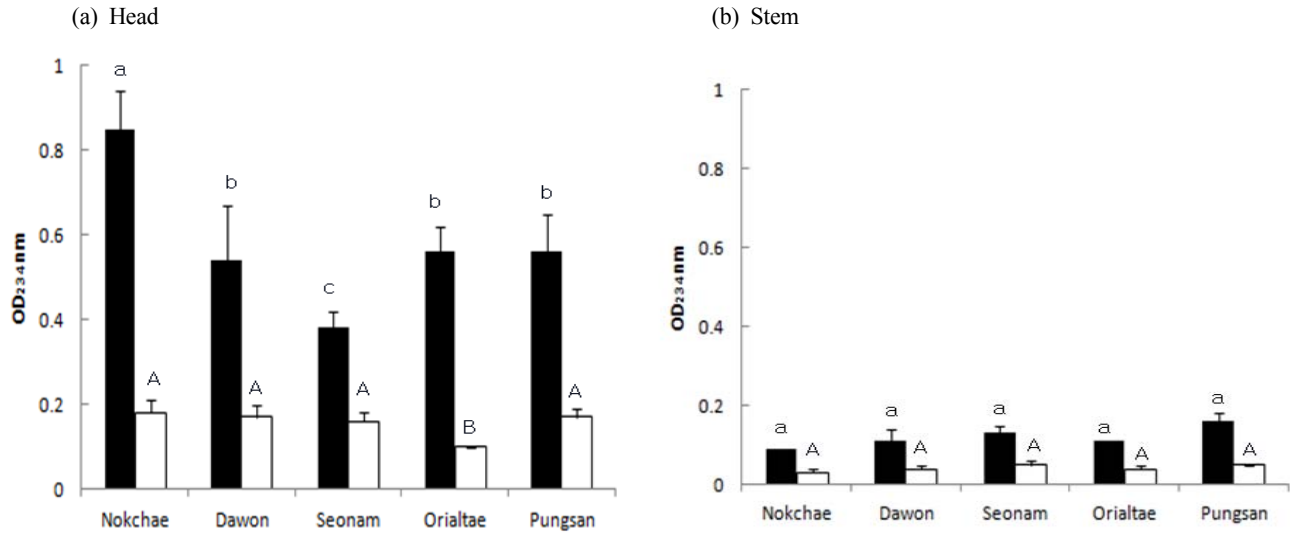 (a) Head
1
0.8
0.6
0.4
0.2
0
OD₂₃₄nm
a
A
b
A
c
A
b
B
b
A
Nokchae Dawon Seonam Orialtae Pungsan
(b) Stem
1
0.8
0.6
0.4
0.2
0
OD₂₃₄nm
a
A
a
A
a
A
a
A
a
A
Nokchae Dawon Seonam Orialtae Pungsan